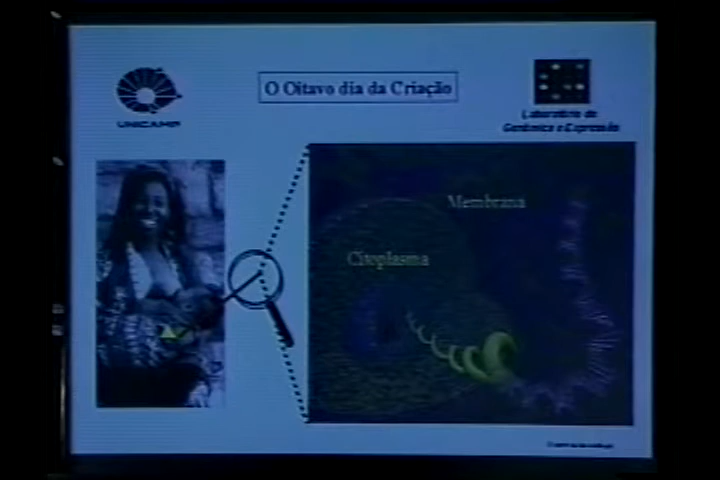 O Oitavo dia da Criação
UNICAMP
Laboratório de
Genômica e Expressão
Membrana
Citoplasma